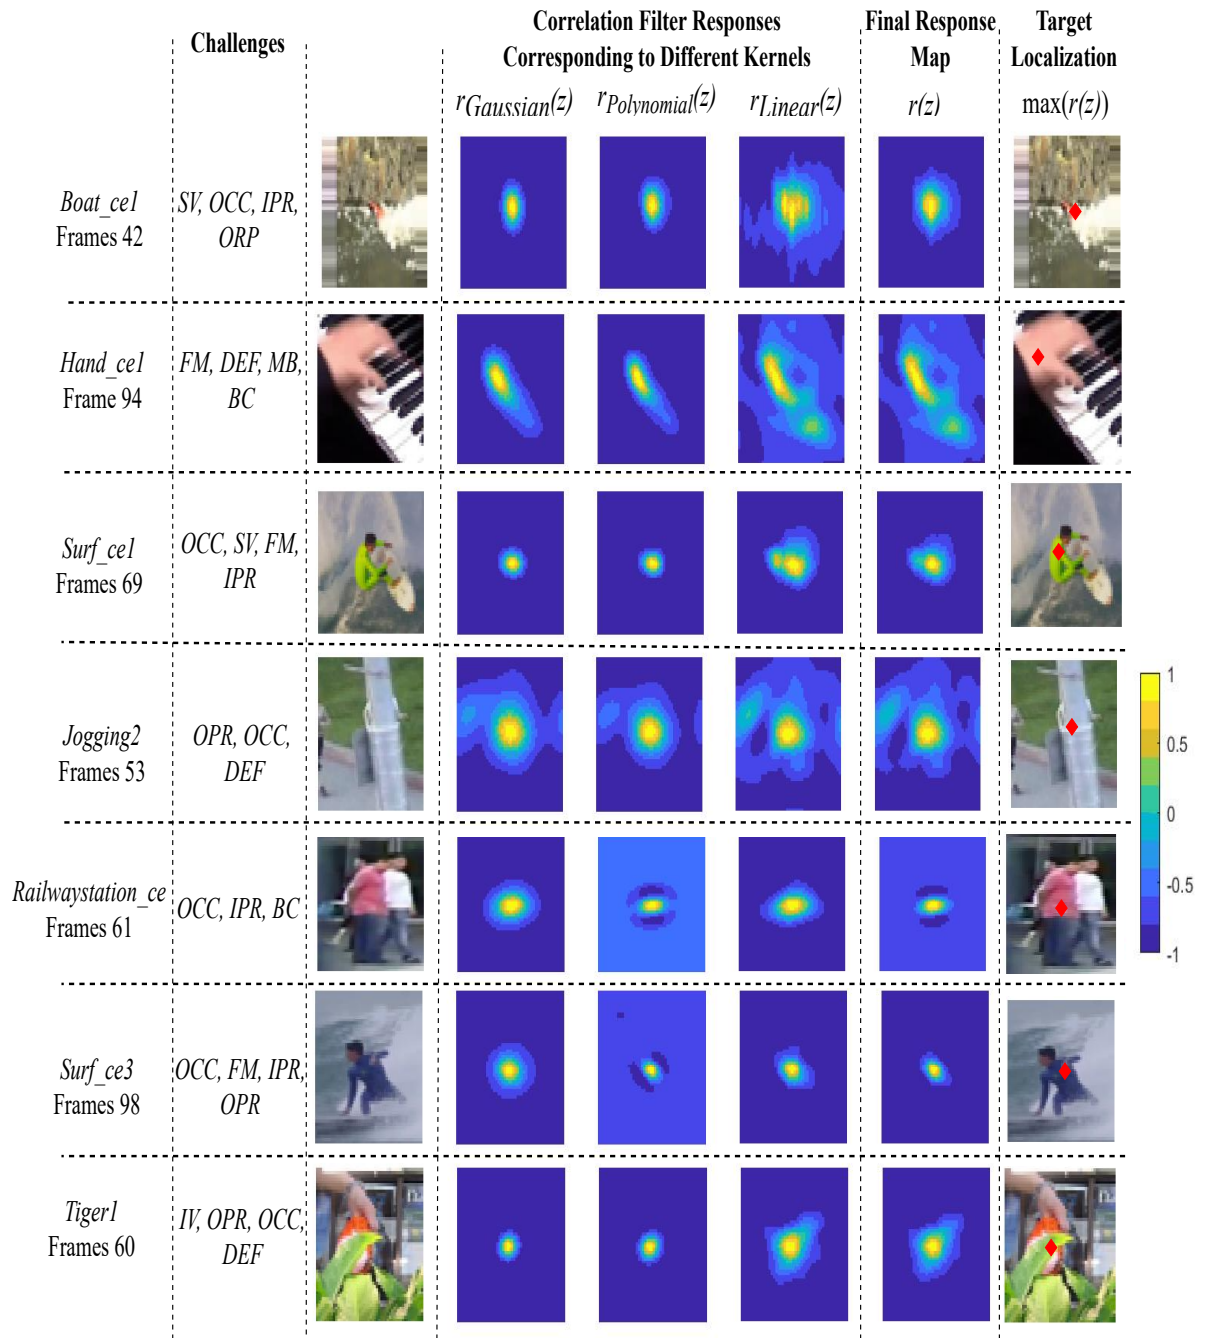 Challenges
Correlation Filter Responses
Corresponding to Different Kernels
Final Response
Map
Target
Localization
rGaussian(z)
rPolynomial(z)
rLinear(z)
r(z)
max(r(z))
Boat_ce1
Frames 42
SV, OCC, IPR,
ORP
Hand_ce1
Frame 94
FM, DEF, MB,
BC
Surf_ce1
Frames 69
OCC, SV, FM,
IPR
Jogging2
Frames 53
OPR, OCC,
DEF
1
0.5
0
-0.5
-1
Railwaystation_ce
Frames 61
OCC, IPR, BC
Surf_ce3
Frames 98
OCC, FM, IPR,
OPR
Tiger1
Frames 60
IV, OPR, OCC,
DEF